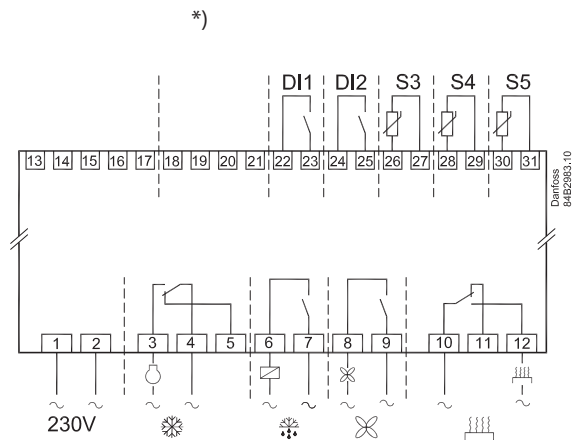 *)
DI1 DI2 S3 S4 S5
13 14 15 16 17 18 19 20 21 22 23 24 25 26 27 28 29 30 31
Danfoss
84B2983.10
1 2 3 4 5 6 7 8 9 10 11 12
230V